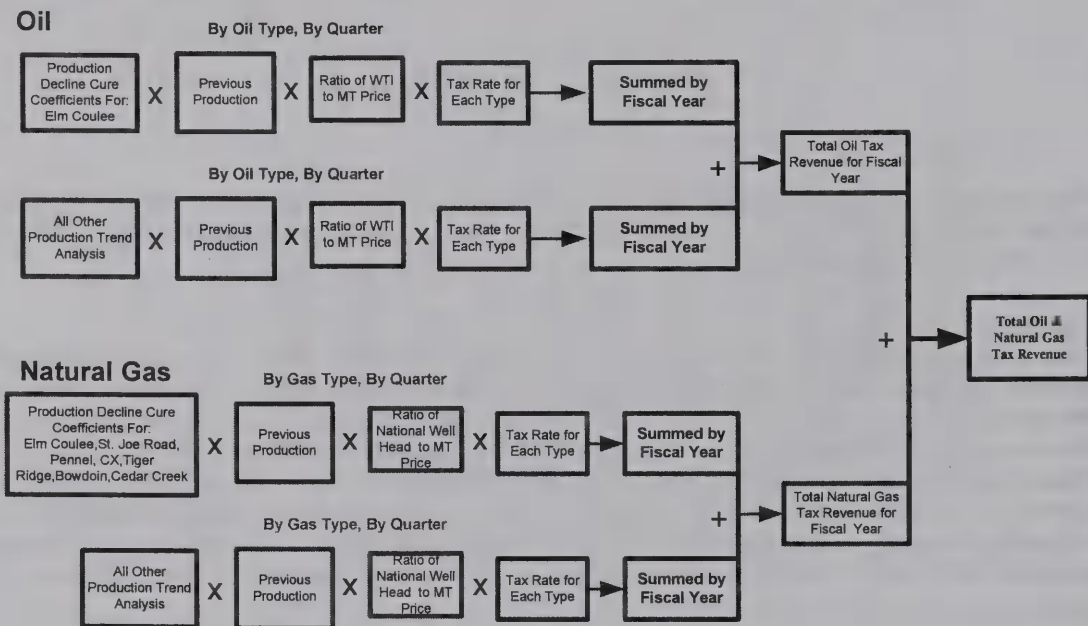 Oil
By Oil Type, By Quarter
Production
Decline Cure
Coefficients For:
Elm Coulee
X
Previous
Production
X
Ratio of WTI
to MT Price
X
Tax Rate for
Each Type
Summed by
Fiscal Year
By Oil Type, By Quarter
All Other
Production Trend
Analysis
X
Previous
Production
X
Ratio of WTI
to MT Price
X
Tax Rate for
Each Type
Summed by
Fiscal Year
+
Total Oil Tax
Revenue for Fiscal
Year
Natural Gas
By Gas Type, By Quarter
Production Decline Cure
Coefficients For:
Elm Coulee,St. Joe Road,
Pennel, CX,Tiger
Ridge,Bowdoin,Cedar Creek
X
Previous
Production
X
Ratio of
National Well
Head to MT
Price
X
Tax Rate for
Each Type
Summed by
Fiscal Year
By Gas Type, By Quarter
All Other
Production Trend
Analysis
X
Previous
Production
X
Ratio of
National Well
Head to MT
Price
X
Tax Rate for
Each Type
Summed by
Fiscal Year
+
Total Natural Gas
Tax Revenue for
Fiscal Year
+
Total Oil &
Natural Gas
Tax Revenue